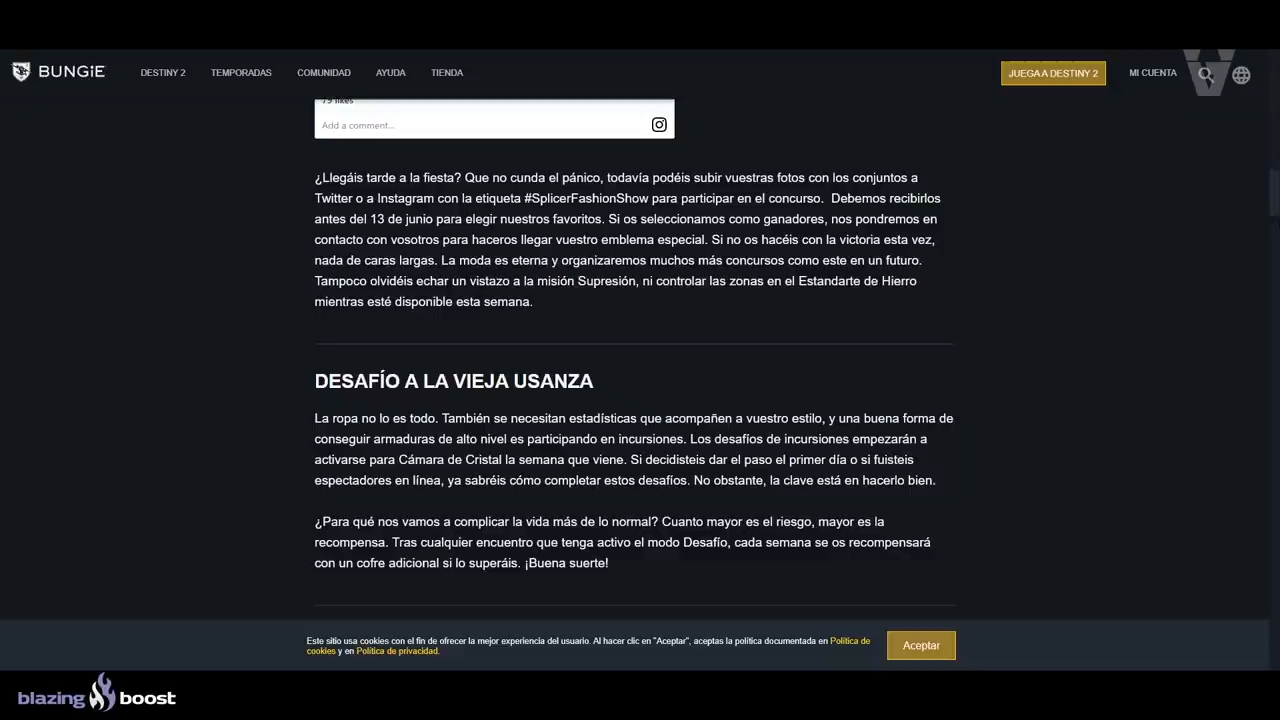 BUNGiE
DESTINY 2
TEMPORADAS
COMUNIDAD
AYUDA
TIENDA
JUEGA A DESTINY 2
MI CUENTA
79 likes
Add a comment...
¿Llegáis tarde a la fiesta? Que no cunda el pánico, todavía podéis subir vuestras fotos con los conjuntos a
Twitter o a Instagram con la etiqueta #SplicerFashionShow para participar en el concurso. Debemos recibirlos
antes del 13 de junio para elegir nuestros favoritos. Si os seleccionamos como ganadores, nos pondremos en
contacto con vosotros para haceros llegar vuestro emblema especial. Si no os hacéis con la victoria esta vez,
nada de caras largas. La moda es eterna y organizaremos muchos más concursos como este en un futuro.
Tampoco olvidéis echar un vistazo a la misión Supresión, ni controlar las zonas en el Estandarte de Hierro
mientras esté disponible esta semana.
DESAFÍO A LA VIEJA USANZA
La ropa no lo es todo. También se necesitan estadísticas que acompañen a vuestro estilo, y una buena forma de
conseguir armaduras de alto nivel es participando en incursiones. Los desafíos de incursiones empezarán a
activarse para Cámara de Cristal la semana que viene. Si decidisteis dar el paso el primer día o si fuisteis
espectadores en línea, ya sabréis cómo completar estos desafíos. No obstante, la clave está en hacerlo bien.
¿Para qué nos vamos a complicar la vida más de lo normal? Cuanto mayor es el riesgo, mayor es la
recompensa. Tras cualquier encuentro que tenga activo el modo Desafío, cada semana se os recompensará
con un cofre adicional si lo superáis. ¡Buena suerte!
Este sitio usa cookies con el fin de ofrecer la mejor experiencia del usuario. Al hacer clic en "Aceptar", aceptas la política documentada en Política de
cookies y en Política de privacidad.
Aceptar
blazing boost